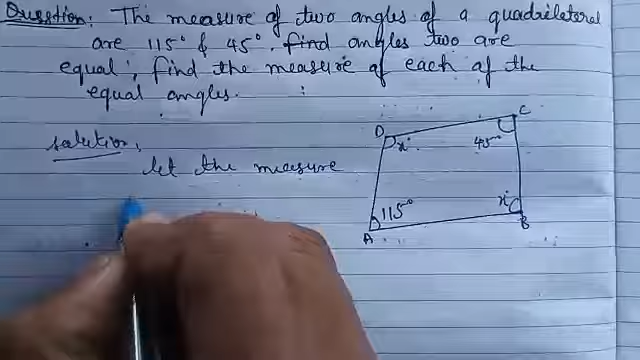 Question: The measure of two angles of a quadrilateral
are 115° & 45°. find angles two are
equal, find the measure of each of the
equal angles.
Solution,
let the measure
D
x°
C
45°
115°
x°
A
B